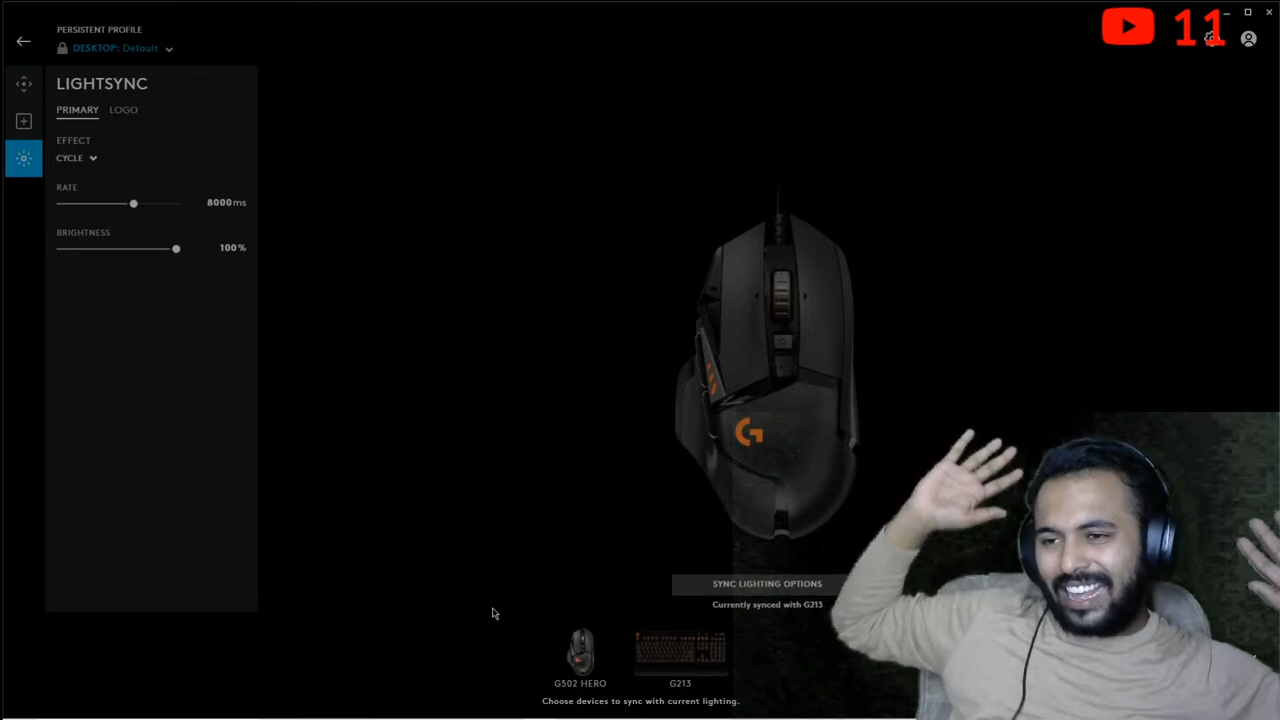 PERSISTENT PROFILE
DESKTOP: Default
11
LIGHTSYNC
PRIMARY LOGO
EFFECT
CYCLE
RATE
8000ms
BRIGHTNESS
100%
SYNC LIGHTING OPTIONS
Currently synced with G213
G502 HERO G213
Choose devices to sync with current lighting.